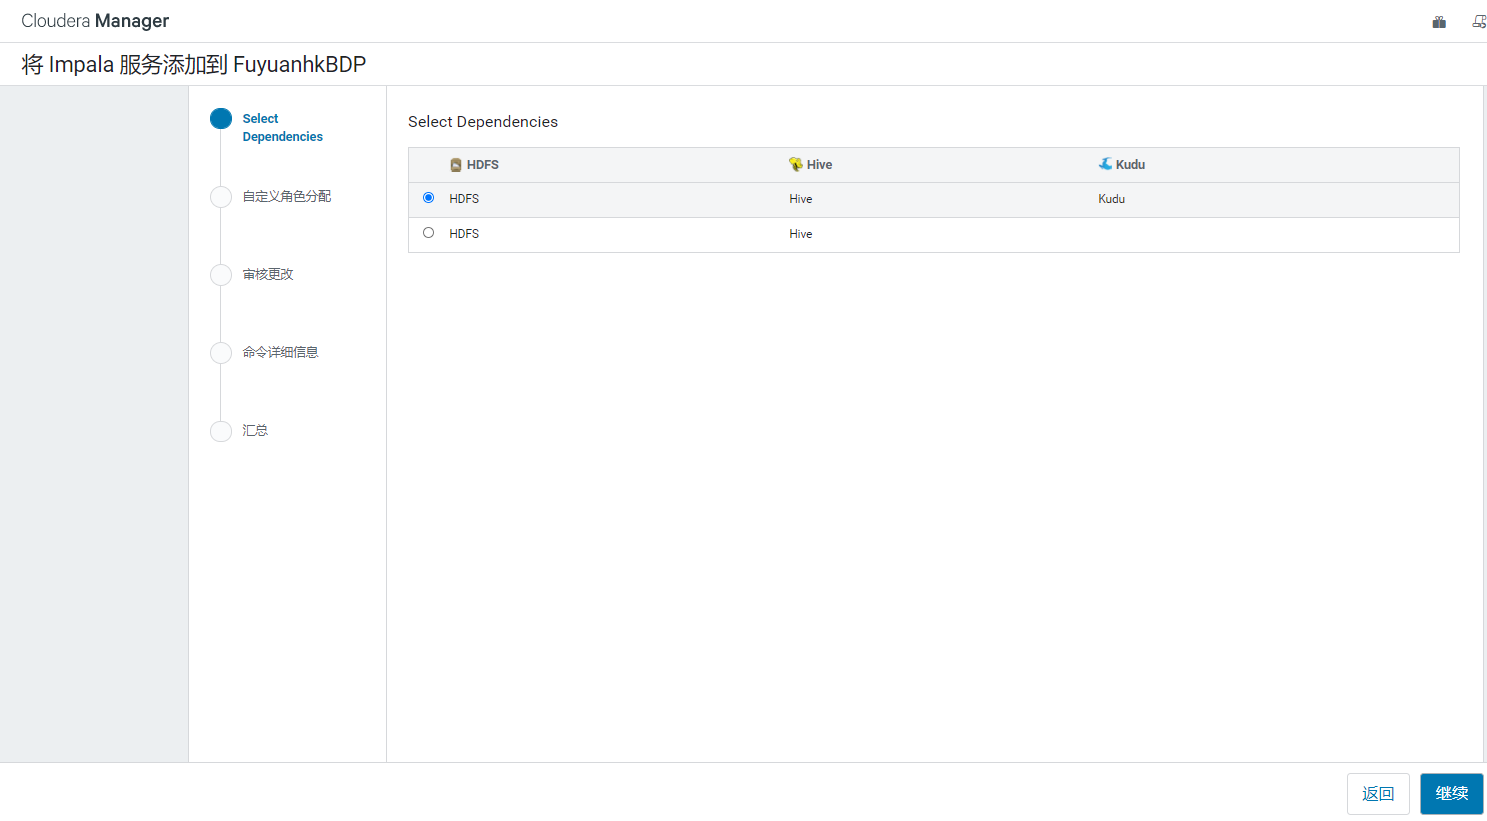 Cloudera Manager
将 Impala 服务添加到 FuyuanhkBDP
Select
Dependencies
自定义角色分配
审核更改
命令详细信息
汇总
Select Dependencies
HDFS Hive Kudu
HDFS Hive Kudu
HDFS Hive
返回 继续